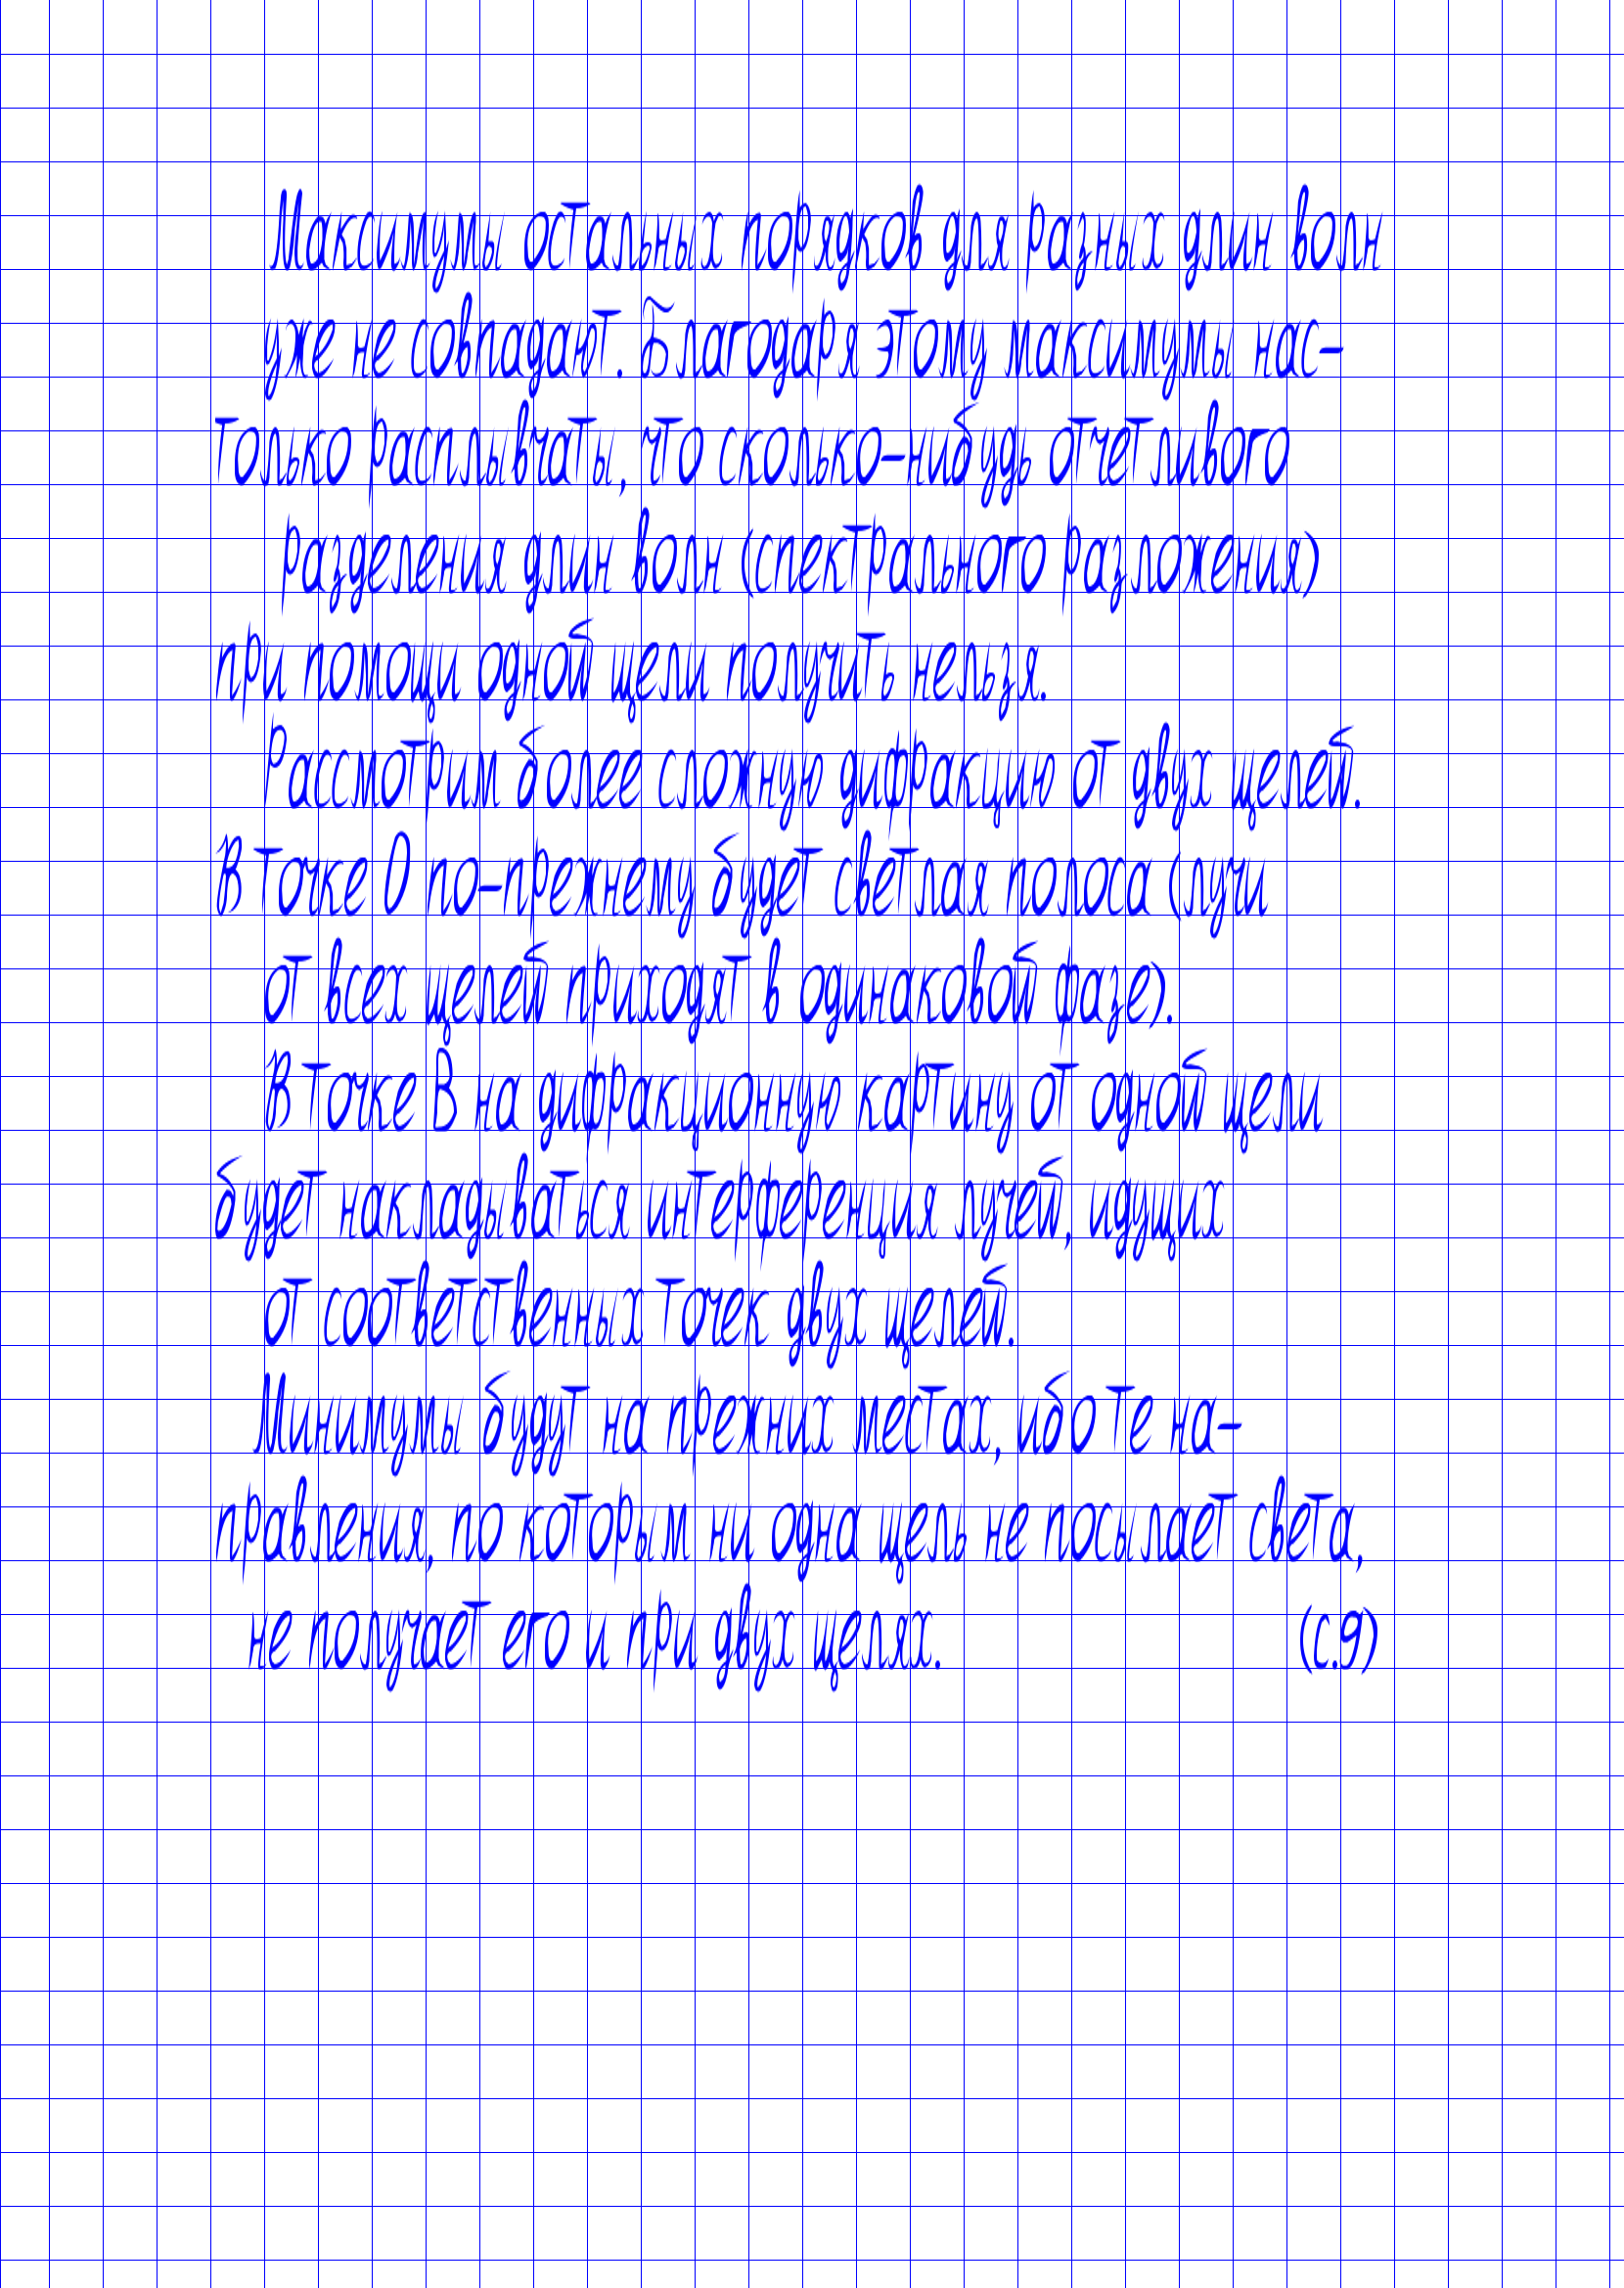 Максимумы остальных порядков для разных длин волн
уже не совпадают. Благодаря этому максимумы нас-
только расплывчаты, что сколько-нибудь отчетливого
разделения длин волн (спектрального разложения)
при помощи одной щели получить нельзя.
Рассмотрим более сложную дифракцию от двух щелей.
В точке О по-прежнему будет светлая полоса (лучи
от всех щелей приходят в одинаковой фазе).
В точке В на дифракционную картину от одной щели
будет накладываться интерференция лучей, идущих
от соответственных точек двух щелей.
Минимумы будут на прежних местах, ибо те на-
правления, по которым ни одна щель не посылает света,
не получает его и при двух щелях. (с.9)